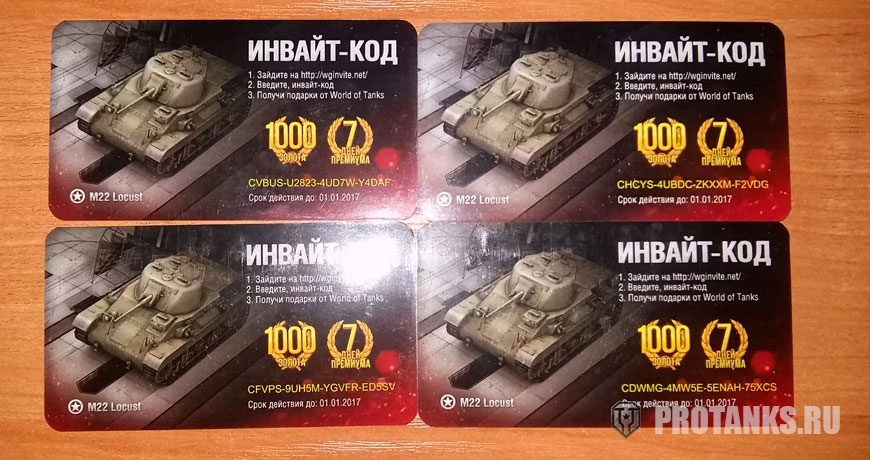 ИНВАЙТ-КОД
1. Зайдите на http://wginvite.net/
2. Введите, инвайт-код
3. Получи подарки от World of Tanks
1000
ЗОЛОТА
7
ДНЕЙ
ПРЕМИУМА
CVBUS-U2823-4UD7W-Y4DAF
M22 Locust
Срок действия до: 01.01.2017
ИНВАЙТ-КОД
1. Зайдите на http://wginvite.net/
2. Введите, инвайт-код
3. Получи подарки от World of Tanks
1000
ЗОЛОТА
7
ДНЕЙ
ПРЕМИУМА
CHCYS-4UBDC-ZKXXM-F2VDG
M22 Locust
Срок действия до: 01.01.2017
ИНВАЙТ-КОД
1. Зайдите на http://wginvite.net/
2. Введите, инвайт-код
3. Получи подарки от World of Tanks
1000
ЗОЛОТА
7
ДНЕЙ
ПРЕМИУМА
CFVPS-9UH5M-YGVFR-ED5SV
M22 Locust
Срок действия до: 01.01.2017
ИНВАЙТ-КОД
1. Зайдите на http://wginvite.net/
2. Введите, инвайт-код
3. Получи подарки от World of Tanks
1000
ЗОЛОТА
7
ДНЕЙ
ПРЕМИУМА
CDWMG-4MW5E-5ENAH-75XCS
M22 Locust
Срок действия до: 01.01.2017
PROTANKS.RU